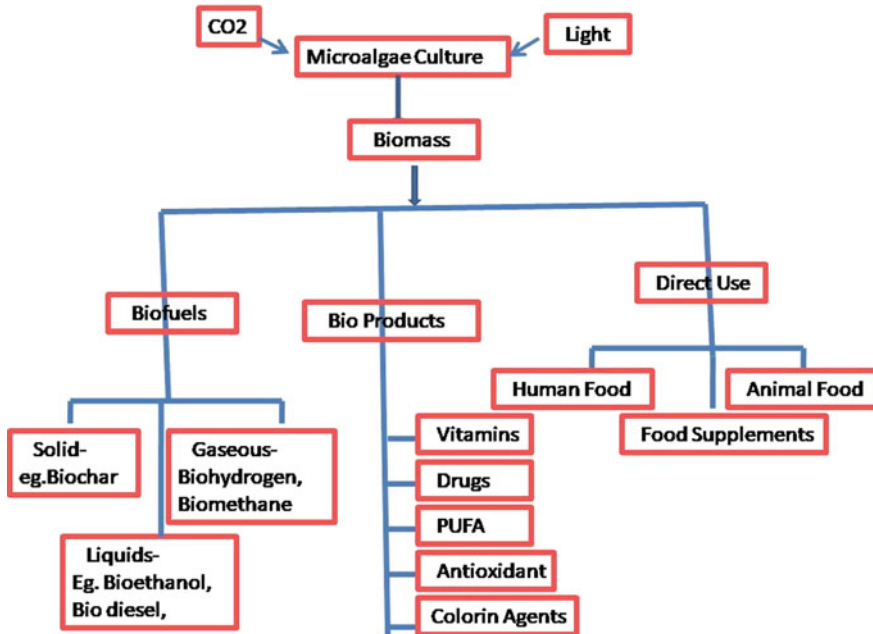 CO2
Light
Microalgae Culture
Biomass
Biofuels
Bio Products
Direct Use
Human Food
Animal Food
Food Supplements
Solid-
eg.Biochar
Gaseous-
Biohydrogen,
Biomethane
Liquids-
Eg. Bioethanol,
Bio diesel,
Vitamins
Drugs
PUFA
Antioxidant
Colorin Agents